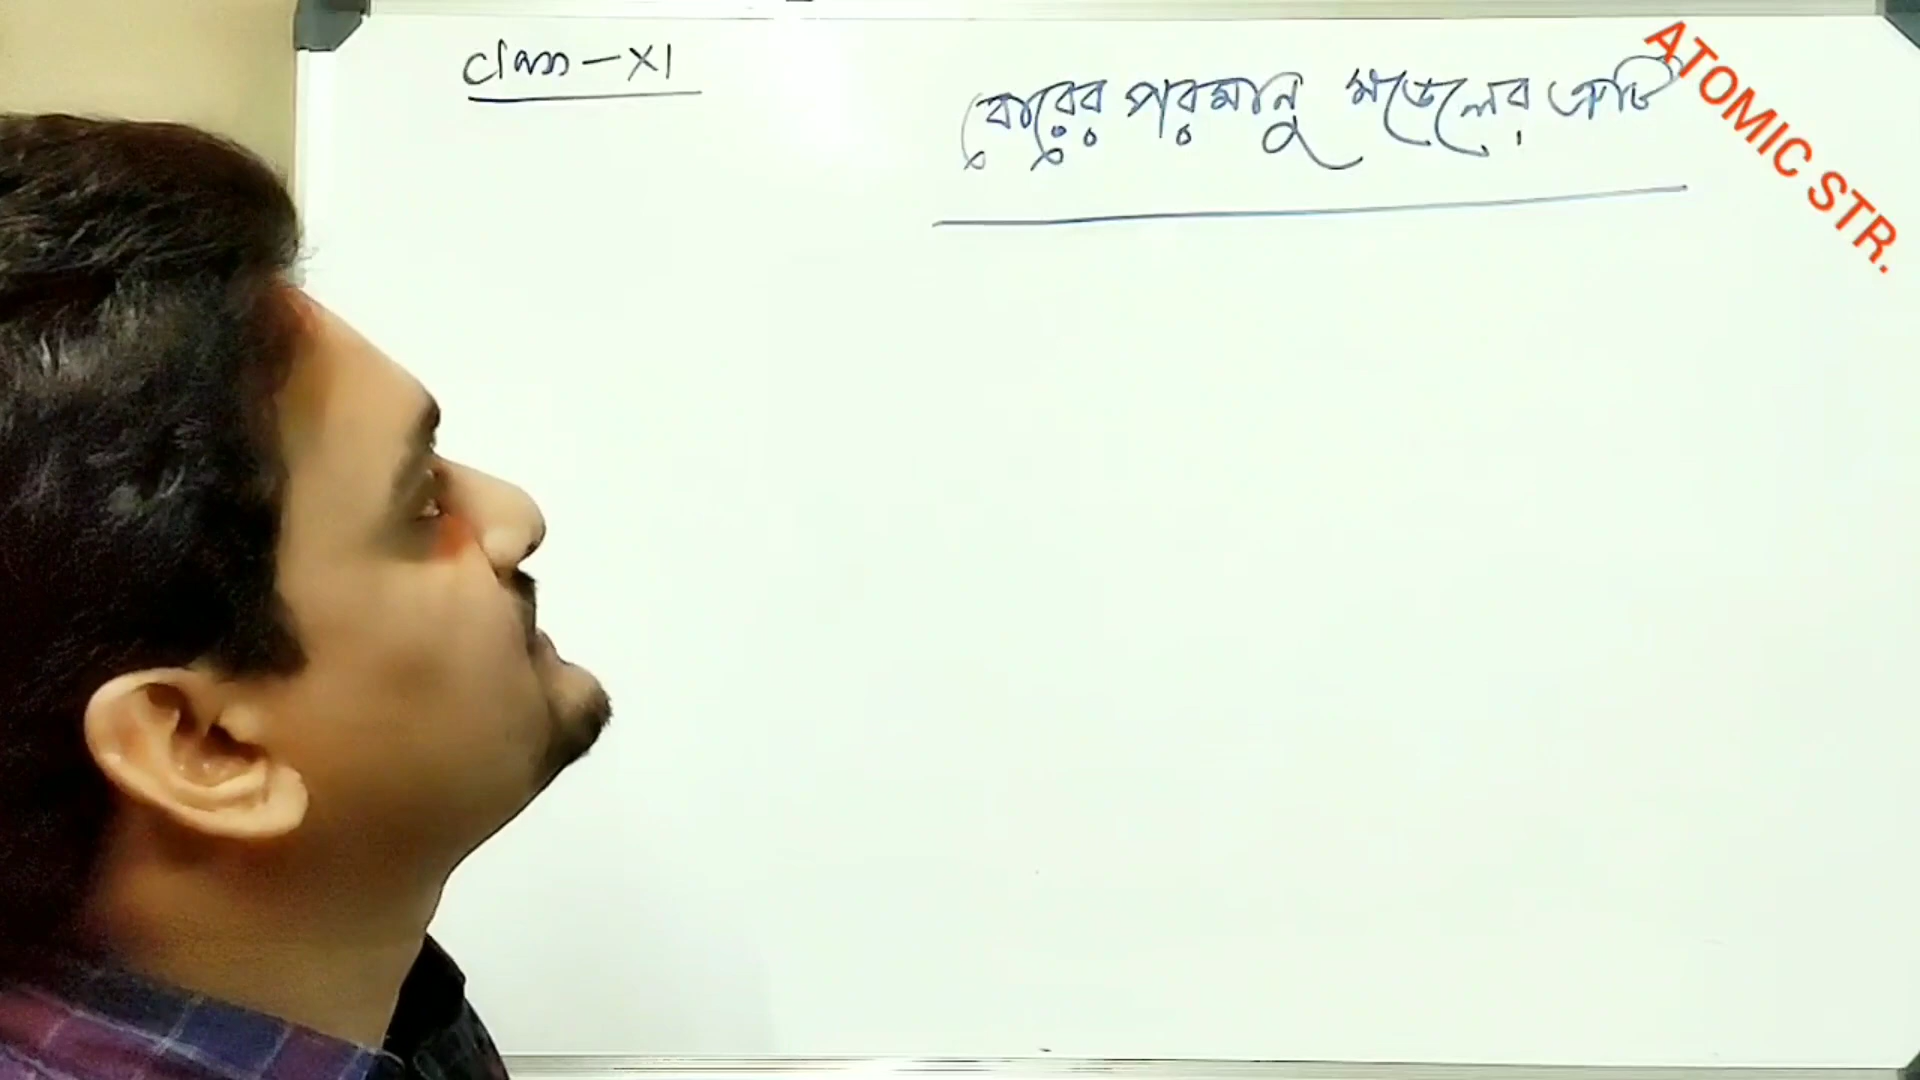 Class - XI
বোরের পরমানু মডেলের ত্রুটি
ATOMIC STR.